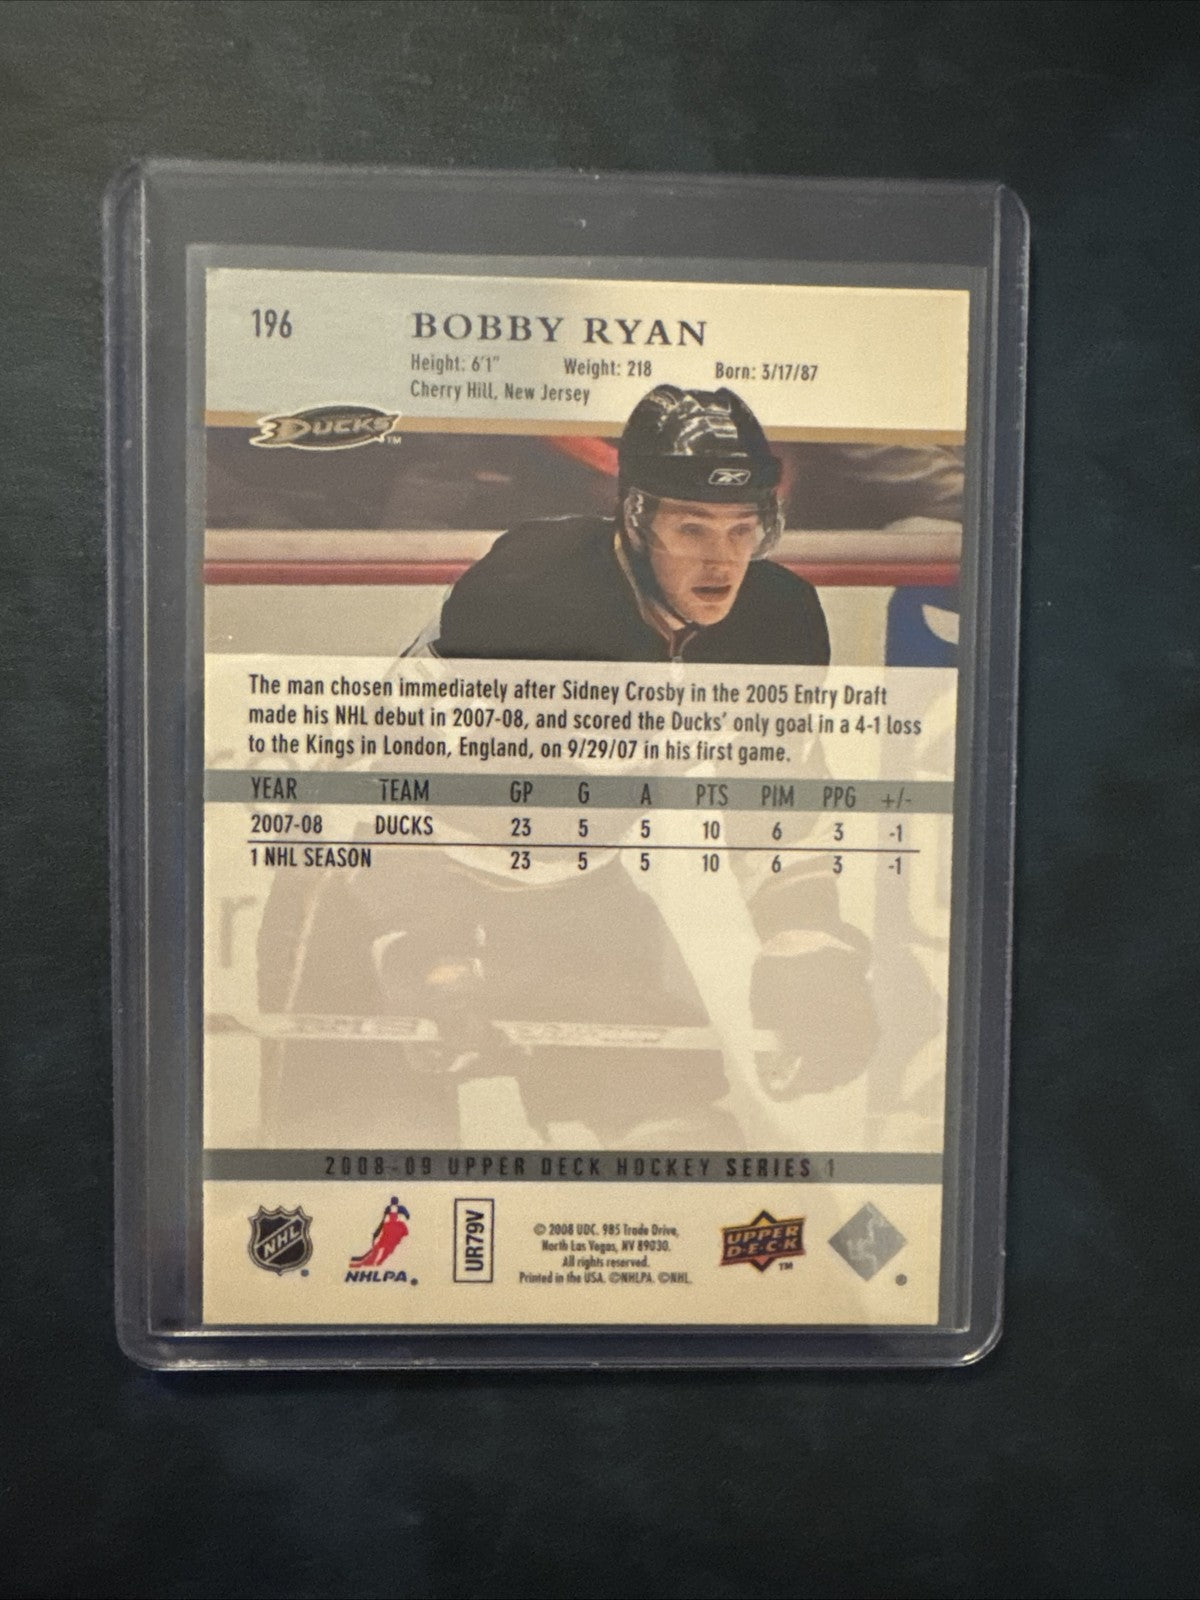 196
BOBBY RYAN
Height: 6'1" Weight: 218 Born: 3/17/87
Cherry Hill, New Jersey
DUCKS™
The man chosen immediately after Sidney Crosby in the 2005 Entry Draft
made his NHL debut in 2007-08, and scored the Ducks' only goal in a 4-1 loss
to the Kings in London, England, on 9/29/07 in his first game.
YEAR TEAM GP G A PTS PIM PPG +/-
2007-08 DUCKS 23 5 5 10 6 3 -1
1 NHL SEASON 23 5 5 10 6 3 -1
2008-09 UPPER DECK HOCKEY SERIES 1
NHL
NHLPA
UR79V
© 2008 UDC. 985 Trade Drive,
North Las Vegas, NV 89030.
All rights reserved.
Printed in the USA. ©NHLPA. ©NHL.
UPPER
DECK™